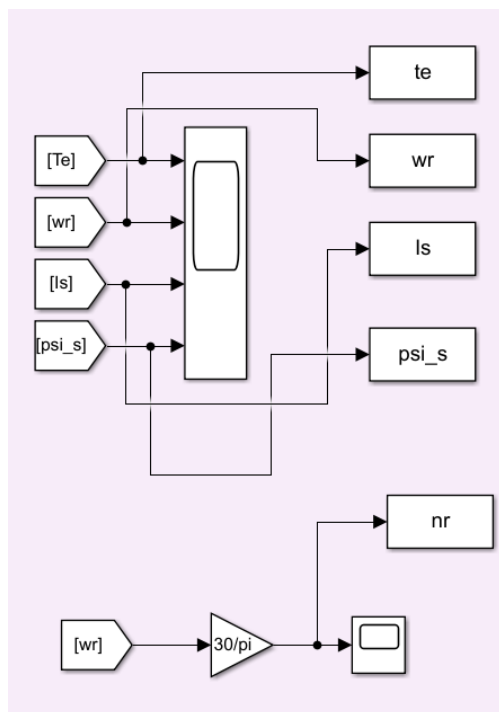 te
[Te]
wr
[wr]
Is
[Is]
psi_s
[psi_s]
nr
[wr]
30/pi